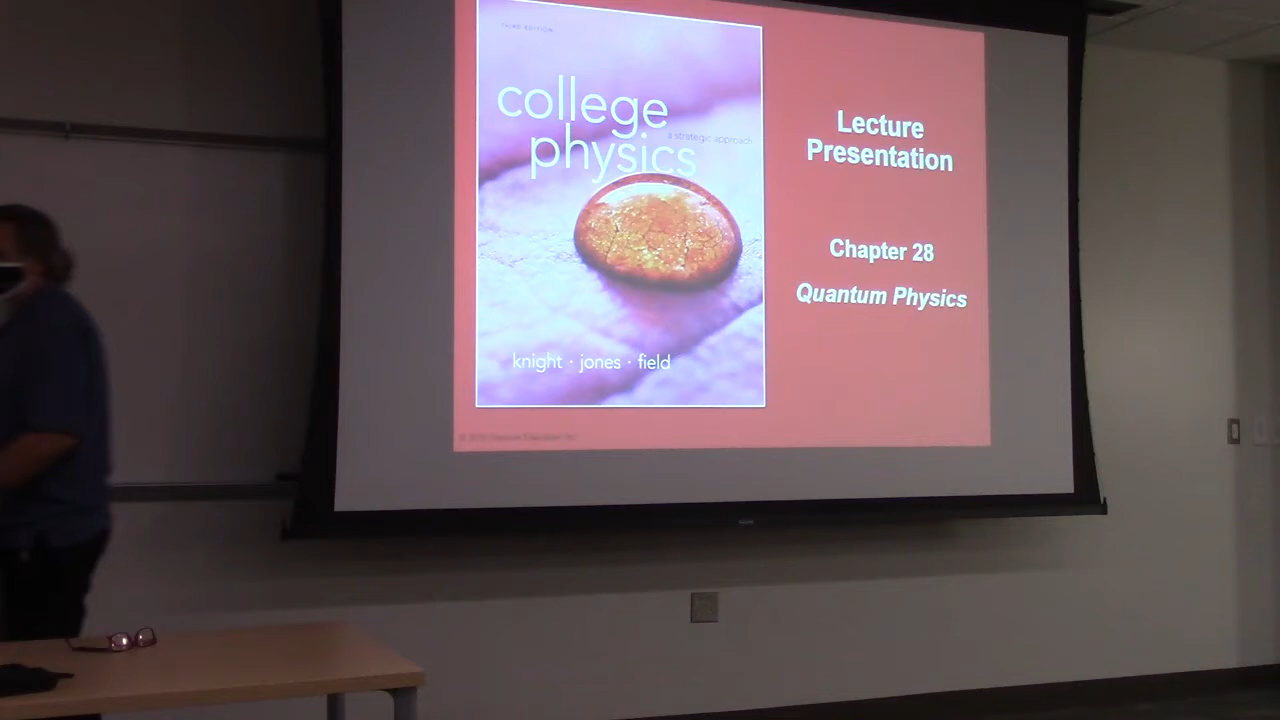 THIRD EDITION
college
physics
a strategic approach
knight · jones · field
Lecture
Presentation
Chapter 28
Quantum Physics